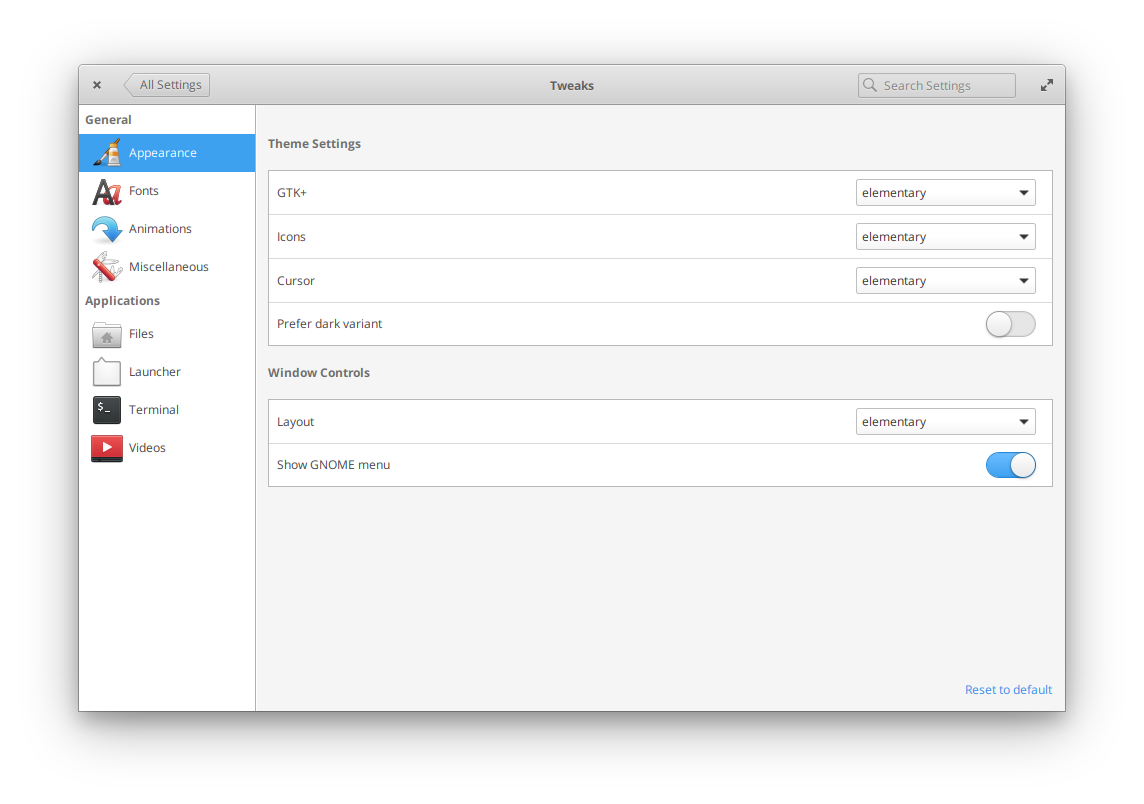 All Settings
Tweaks
Search Settings
General
Appearance
Fonts
Animations
Miscellaneous
Applications
Files
Launcher
$_
Terminal
Videos
Theme Settings
GTK+ elementary
Icons elementary
Cursor elementary
Prefer dark variant
Window Controls
Layout elementary
Show GNOME menu
Reset to default